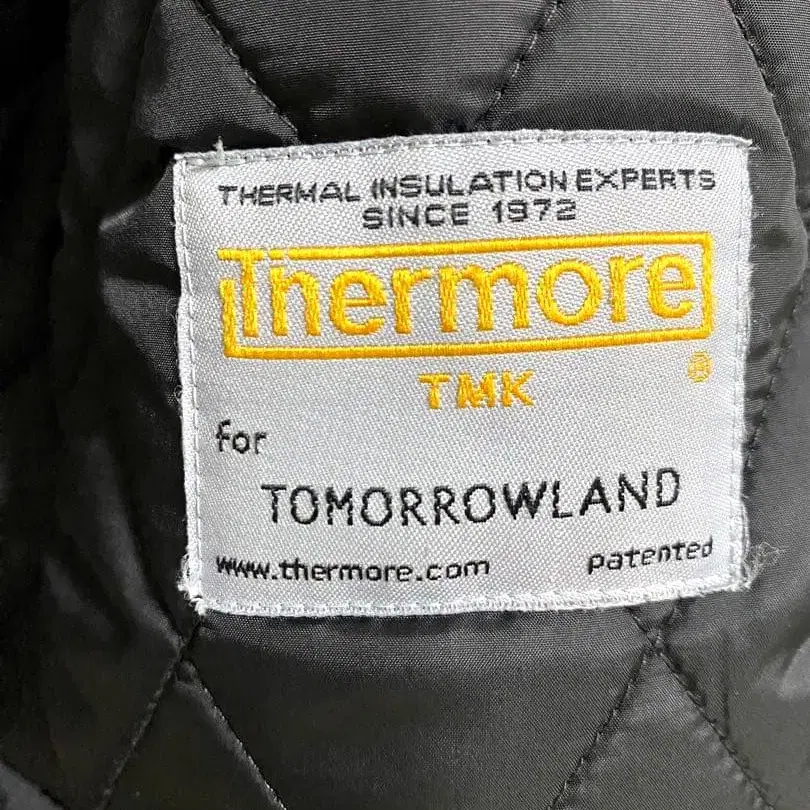 THERMAL INSULATION EXPERTS
SINCE 1972
Thermore
®
TMK
for
TOMORROWLAND
www.thermore.com patented